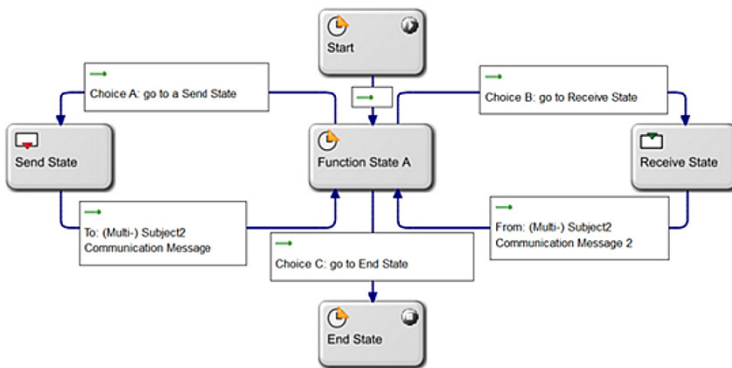 Start
Choice A: go to a Send State
Choice B: go to Receive State
Send State
Function State A
Receive State
To: (Multi-) Subject2
Communication Message
From: (Multi-) Subject2
Communication Message 2
Choice C: go to End State
End State